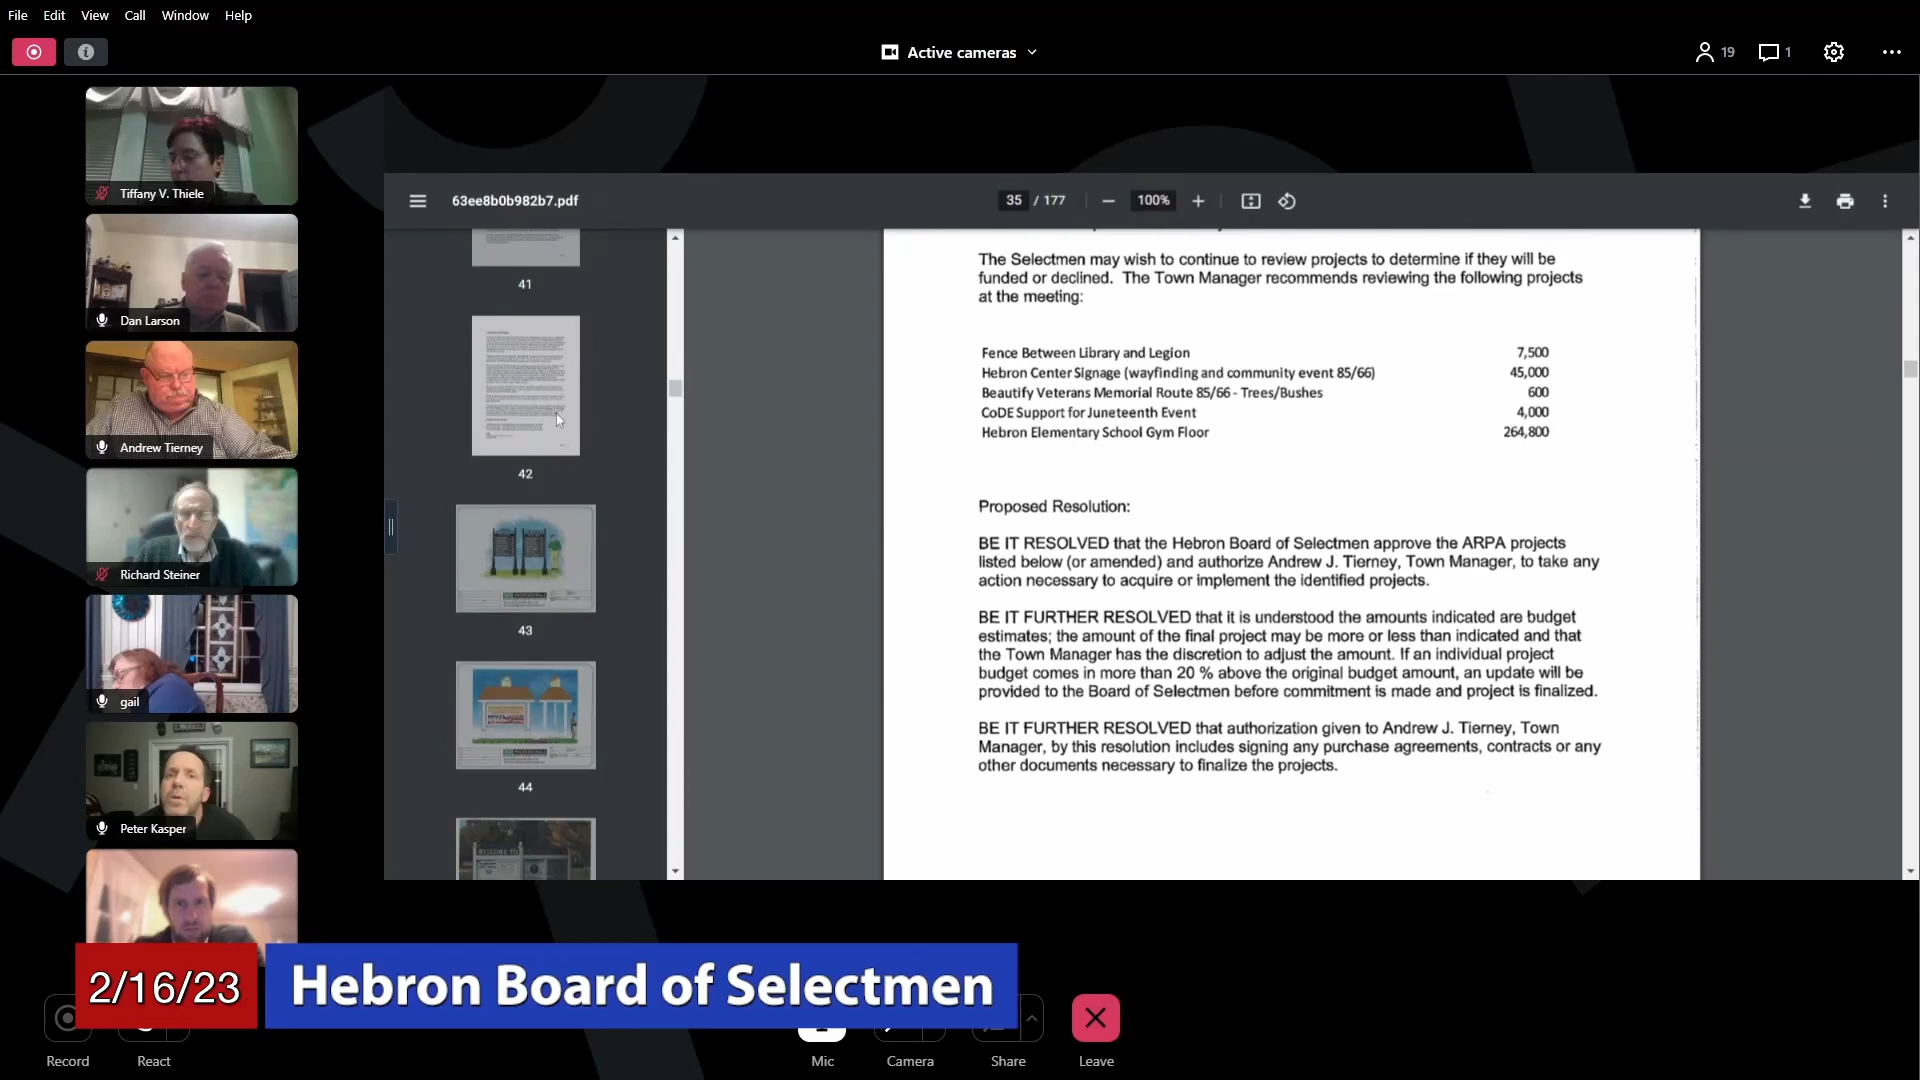 File Edit View Call Window Help
Active cameras
19
1
Tiffany V. Thiele
Dan Larson
Andrew Tierney
Richard Steiner
gail
Peter Kasper
63ee8b0b982b7.pdf
35 / 177
100%
41
42
43
44
WELCOME TO
The Selectmen may wish to continue to review projects to determine if they will be
funded or declined. The Town Manager recommends reviewing the following projects
at the meeting:
Fence Between Library and Legion 7,500
Hebron Center Signage (wayfinding and community event 85/66) 45,000
Beautify Veterans Memorial Route 85/66 - Trees/Bushes 600
CoDE Support for Juneteenth Event 4,000
Hebron Elementary School Gym Floor 264,800
Proposed Resolution:
BE IT RESOLVED that the Hebron Board of Selectmen approve the ARPA projects
listed below (or amended) and authorize Andrew J. Tierney, Town Manager, to take any
action necessary to acquire or implement the identified projects.
BE IT FURTHER RESOLVED that it is understood the amounts indicated are budget
estimates; the amount of the final project may be more or less than indicated and that
the Town Manager has the discretion to adjust the amount. If an individual project
budget comes in more than 20 % above the original budget amount, an update will be
provided to the Board of Selectmen before commitment is made and project is finalized.
BE IT FURTHER RESOLVED that authorization given to Andrew J. Tierney, Town
Manager, by this resolution includes signing any purchase agreements, contracts or any
other documents necessary to finalize the projects.
2/16/23
Hebron Board of Selectmen
Record
React
Mic
Camera
Share
Leave